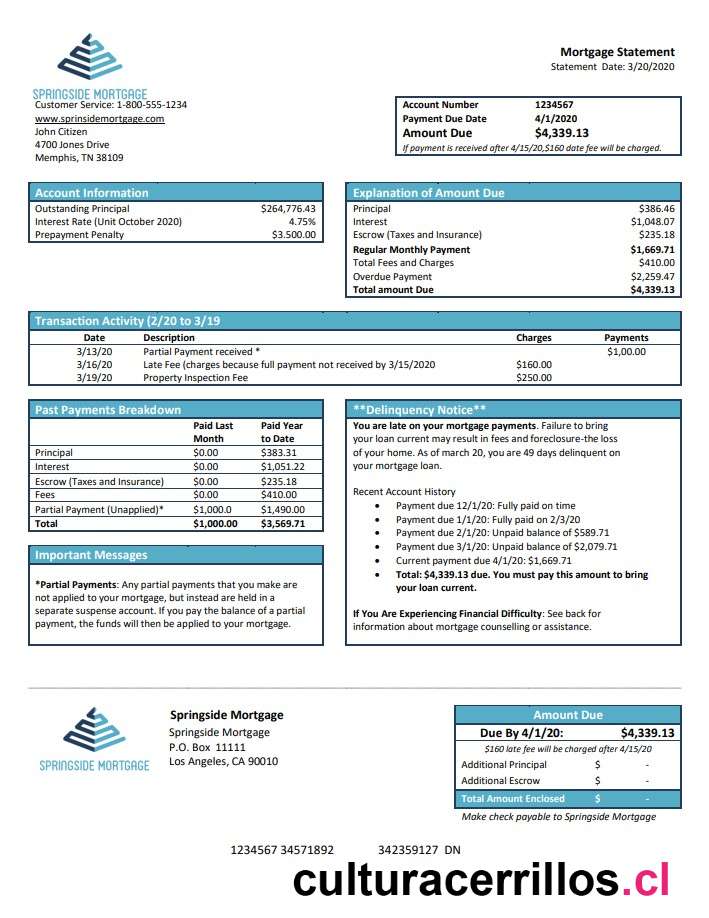 SPRINGSIDE MORTGAGE
Customer Service: 1-800-555-1234
www.sprinsidemortgage.com
John Citizen
4700 Jones Drive
Memphis, TN 38109
Mortgage Statement
Statement Date: 3/20/2020
Account Number 1234567
Payment Due Date 4/1/2020
Amount Due $4,339.13
If payment is received after 4/15/20,$160 date fee will be charged.
Account Information
Outstanding Principal $264,776.43
Interest Rate (Unit October 2020) 4.75%
Prepayment Penalty $3.500.00
Explanation of Amount Due
Principal $386.46
Interest $1,048.07
Escrow (Taxes and Insurance) $235.18
Regular Monthly Payment $1,669.71
Total Fees and Charges $410.00
Overdue Payment $2,259.47
Total amount Due $4,339.13
Transaction Activity (2/20 to 3/19
Date Description Charges Payments
3/13/20 Partial Payment received * $1,00.00
3/16/20 Late Fee (charges because full payment not received by 3/15/2020 $160.00
3/19/20 Property Inspection Fee $250.00
Past Payments Breakdown
Paid Last Paid Year
Month to Date
Principal $0.00 $383.31
Interest $0.00 $1,051.22
Escrow (Taxes and Insurance) $0.00 $235.18
Fees $0.00 $410.00
Partial Payment (Unapplied)* $1,000.0 $1,490.00
Total $1,000.00 $3,569.71
Important Messages
*Partial Payments: Any partial payments that you make are
not applied to your mortgage, but instead are held in a
separate suspense account. If you pay the balance of a partial
payment, the funds will then be applied to your mortgage.
**Delinquency Notice**
You are late on your mortgage payments. Failure to bring
your loan current may result in fees and foreclosure-the loss
of your home. As of march 20, you are 49 days delinquent on
your mortgage loan.
Recent Account History
• Payment due 12/1/20: Fully paid on time
• Payment due 1/1/20: Fully paid on 2/3/20
• Payment due 2/1/20: Unpaid balance of $589.71
• Payment due 3/1/20: Unpaid balance of $2,079.71
• Current payment due 4/1/20: $1,669.71
• Total: $4,339.13 due. You must pay this amount to bring
your loan current.
If You Are Experiencing Financial Difficulty: See back for
information about mortgage counselling or assistance.
SPRINGSIDE MORTGAGE
Springside Mortgage
Springside Mortgage
P.O. Box 11111
Los Angeles, CA 90010
Amount Due
Due By 4/1/20: $4,339.13
$160 late fee will be charged after 4/15/20
Additional Principal $ -
Additional Escrow $ -
Total Amount Enclosed $ -
Make check payable to Springside Mortgage
1234567 34571892 342359127 DN
culturacerrillos.cl